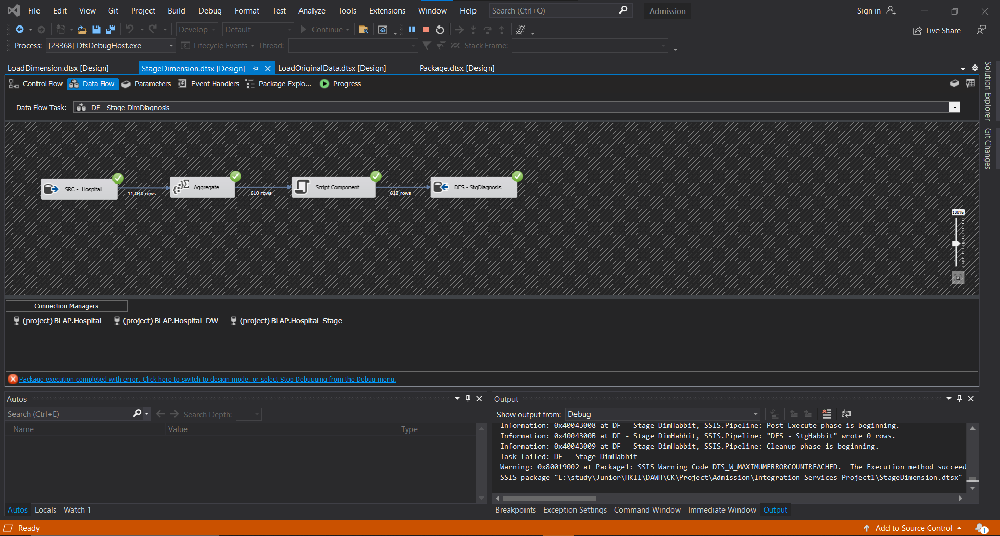 File Edit View Git Project Build Debug Format Test Analyze Tools Extensions Window Help Search (Ctrl+Q) Admission Sign in
Develop Default Continue Live Share
Process: [23368] DtsDebugHost.exe Lifecycle Events Thread: Stack Frame:
LoadDimension.dtsx [Design] StageDimension.dtsx [Design] LoadOriginalData.dtsx [Design] Package.dtsx [Design]
Control Flow Data Flow Parameters Event Handlers Package Explo... Progress
Data Flow Task: DF - Stage DimDiagnosis
Solution Explorer
Git Changes
SRC - Hospital Aggregate Script Component DES - StgDiagnosis
11,040 rows 610 rows 610 rows
100%
Connection Managers
(project) BLAP.Hospital (project) BLAP.Hospital_DW (project) BLAP.Hospital_Stage
Package execution completed with error. Click here to switch to design mode, or select Stop Debugging from the Debug menu.
Autos
Search (Ctrl+E) Search Depth:
Name Value Type
Autos Locals Watch 1
Output
Show output from: Debug
Information: 0x40043008 at DF - Stage DimHabbit, SSIS.Pipeline: Post Execute phase is beginning.
Information: 0x4004300B at DF - Stage DimHabbit, SSIS.Pipeline: "DES - StgHabbit" wrote 0 rows.
Information: 0x40043009 at DF - Stage DimHabbit, SSIS.Pipeline: Cleanup phase is beginning.
Task failed: DF - Stage DimHabbit
Warning: 0x80019002 at Package1: SSIS Warning Code DTS_W_MAXIMUMERRORCOUNTREACHED.  The Execution method succeed
SSIS package "E:\study\Junior\HKII\DAWH\CK\Project\Admission\Integration Services Project1\StageDimension.dtsx"
Breakpoints Exception Settings Command Window Immediate Window Output
Ready Add to Source Control 1